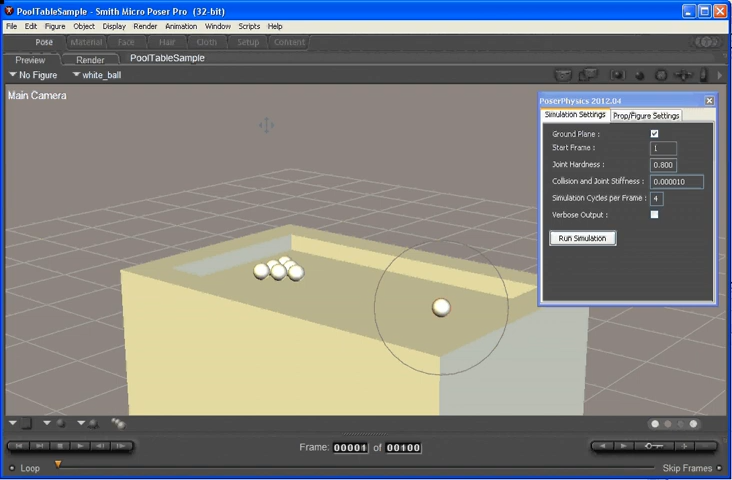 PoolTableSample - Smith Micro Poser Pro (32-bit)
File Edit Figure Object Display Render Animation Window Scripts Help
Pose Material Face Hair Cloth Setup Content
Preview Render PoolTableSample
No Figure white_ball
Main Camera
PoserPhysics 2012.04
Simulation Settings Prop/Figure Settings
Ground Plane :
Start Frame : 1
Joint Hardness : 0.800
Collision and Joint Stiffness : 0.000010
Simulation Cycles per Frame : 4
Verbose Output :
Run Simulation
Frame: 00001 of 00100
Loop Skip Frames